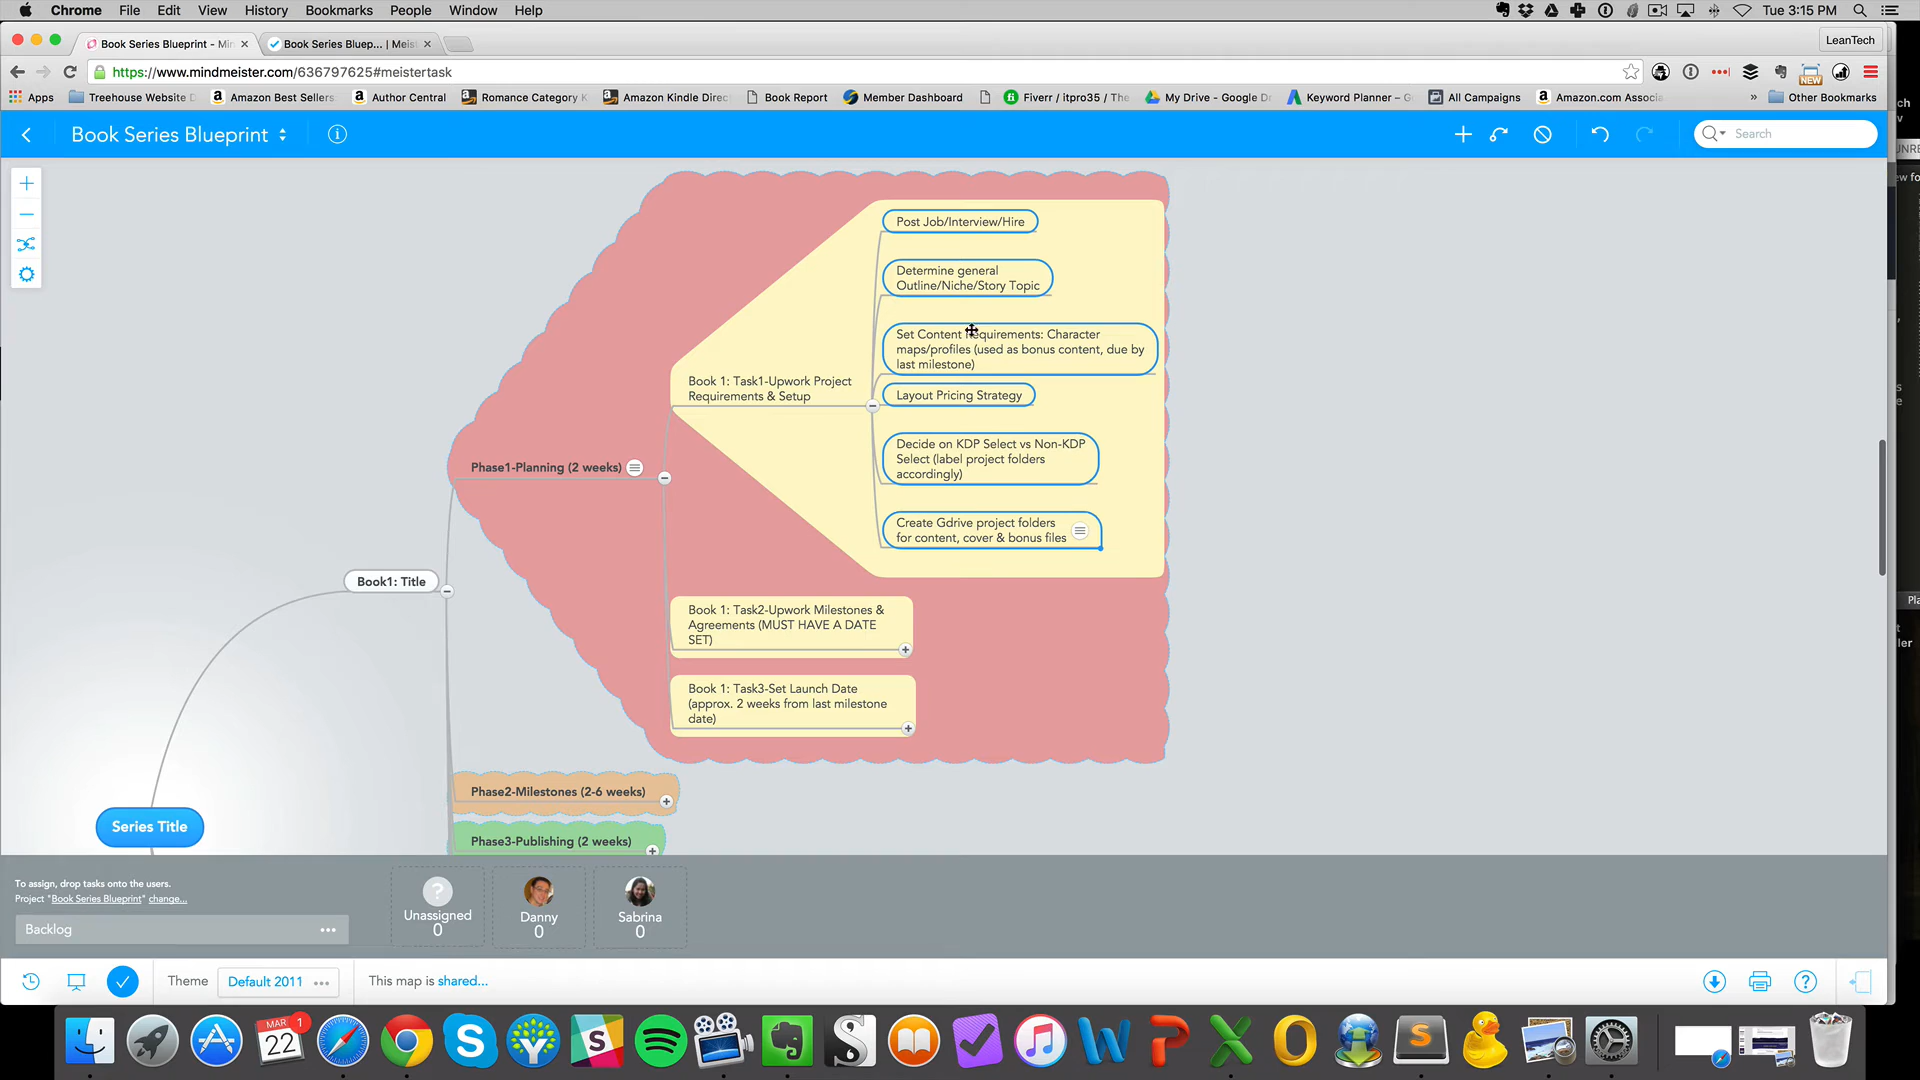 Chrome File Edit View History Bookmarks People Window Help
Tue 3:15 PM
Book Series Blueprint - Min
Book Series Bluep... | Meis
LeanTech
https://www.mindmeister.com/636797625#meistertask
NEW
Apps
Treehouse Website D
Amazon Best Sellers
Author Central
Romance Category K
Amazon Kindle Direc
Book Report
Member Dashboard
Fiverr / itpro35 / The
My Drive - Google Dr
Keyword Planner – G
All Campaigns
Amazon.com Associa
»
Other Bookmarks
Book Series Blueprint
Search
Post Job/Interview/Hire
Determine general
Outline/Niche/Story Topic
Set Content Requirements: Character
maps/profiles (used as bonus content, due by
last milestone)
Book 1: Task1-Upwork Project
Requirements & Setup
Layout Pricing Strategy
Decide on KDP Select vs Non-KDP
Select (label project folders
accordingly)
Phase1-Planning (2 weeks)
Create Gdrive project folders
for content, cover & bonus files
Book1: Title
Book 1: Task2-Upwork Milestones &
Agreements (MUST HAVE A DATE
SET)
Book 1: Task3-Set Launch Date
(approx. 2 weeks from last milestone
date)
Phase2-Milestones (2-6 weeks)
Series Title
Phase3-Publishing (2 weeks)
To assign, drop tasks onto the users.
Project "Book Series Blueprint" change...
Backlog
?
Unassigned
0
Danny
0
Sabrina
0
Theme
Default 2011
This map is shared...
MAR
22
1